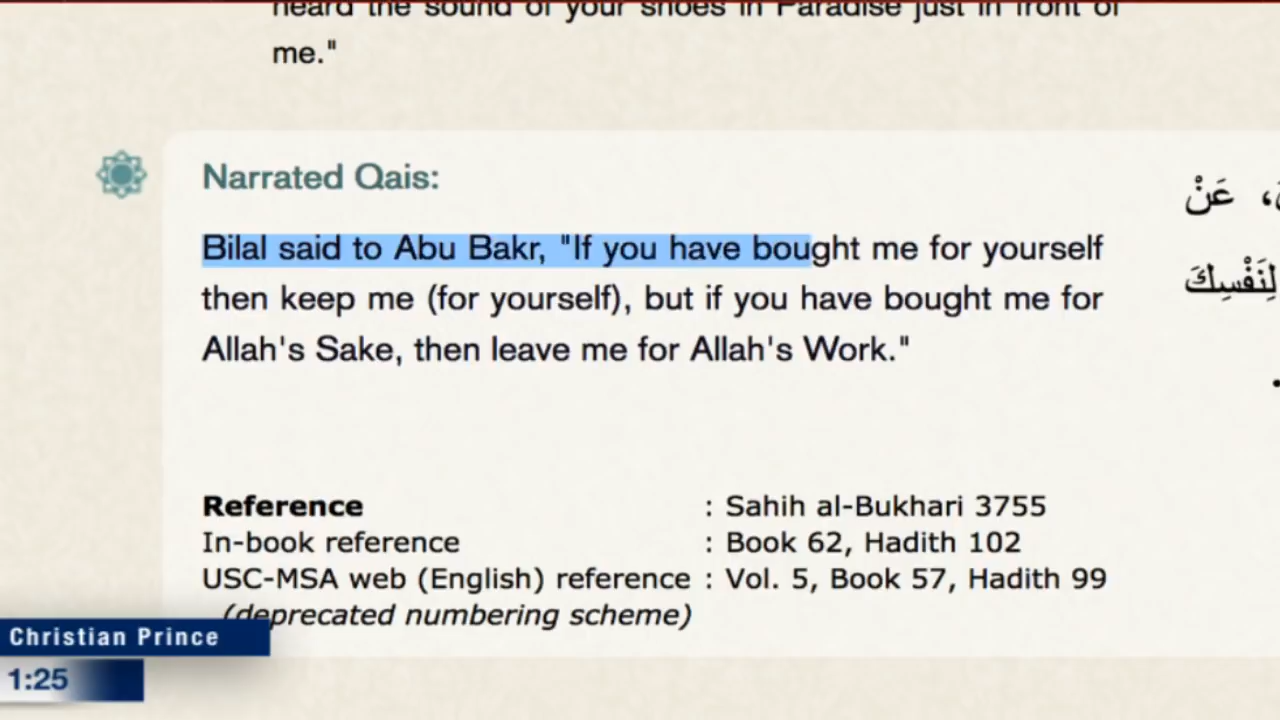 heard the sound of your shoes in Paradise just in front of
me."
Narrated Qais:
عَنْ
Bilal said to Abu Bakr, "If you have bought me for yourself
then keep me (for yourself), but if you have bought me for
لِنَفْسِكَ
Allah's Sake, then leave me for Allah's Work."
Reference : Sahih al-Bukhari 3755
In-book reference : Book 62, Hadith 102
USC-MSA web (English) reference : Vol. 5, Book 57, Hadith 99
(deprecated numbering scheme)
Christian Prince
1:25